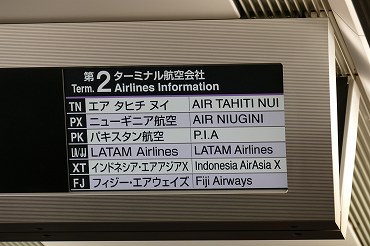 第2ターミナル航空会社
Term.2 Airlines Information
TN エア タヒチ ヌイ AIR TAHITI NUI
PX ニューギニア航空 AIR NIUGINI
PK パキスタン航空 P.I.A
LA/JJ LATAM Airlines LATAM Airlines
XT インドネシア・エアアジアX Indonesia AirAsia X
FJ フィジー・エアウェイズ Fiji Airways